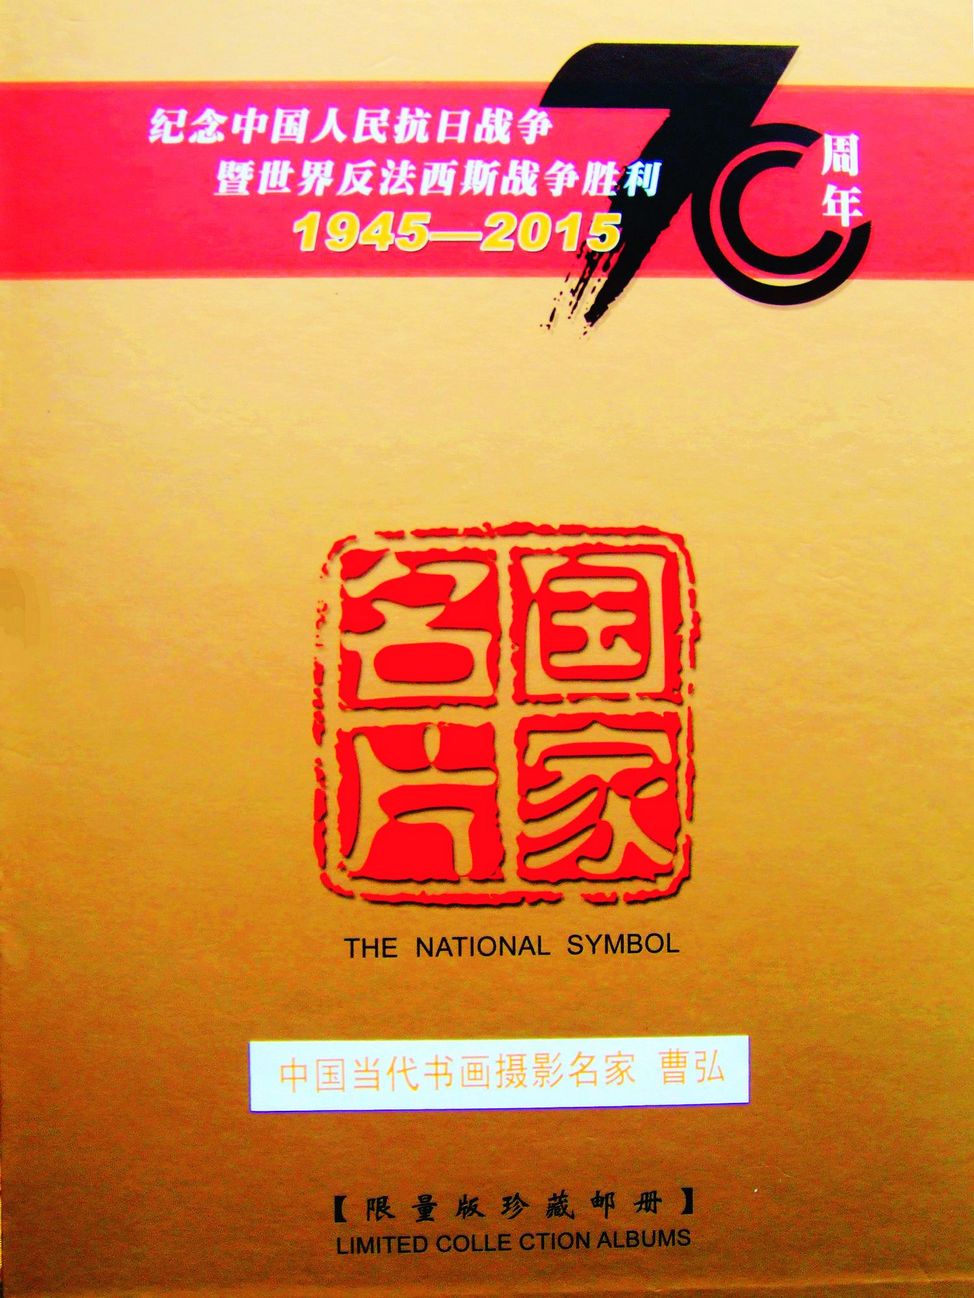 纪念中国人民抗日战争
暨世界反法西斯战争胜利
1945—2015
70
周年
国家
名片
THE NATIONAL SYMBOL
中国当代书画摄影名家 曹弘
【限量版珍藏邮册】
LIMITED COLLE CTION ALBUMS